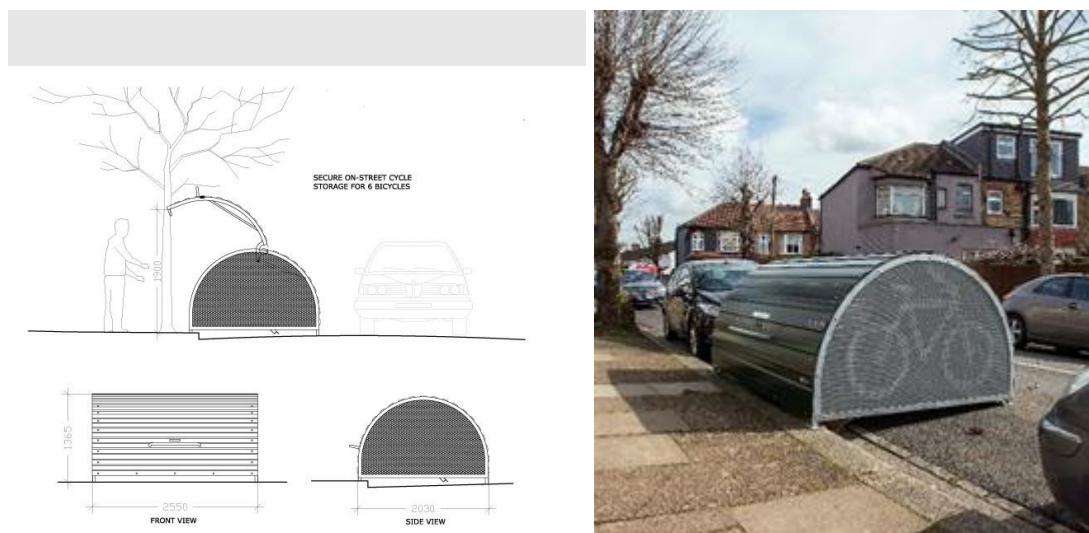 SECURE ON-STREET CYCLE
STORAGE FOR 6 BICYCLES
1900
1365
2550
FRONT VIEW
2030
SIDE VIEW